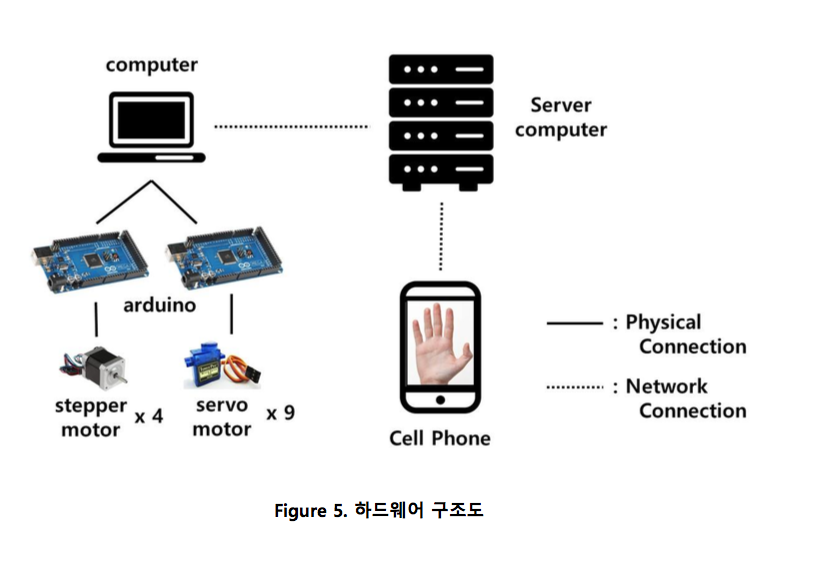 computer
Server
computer
arduino
stepper
motor x 4
servo
motor x 9
Cell Phone
: Physical
Connection
: Network
Connection
Figure 5. 하드웨어 구조도